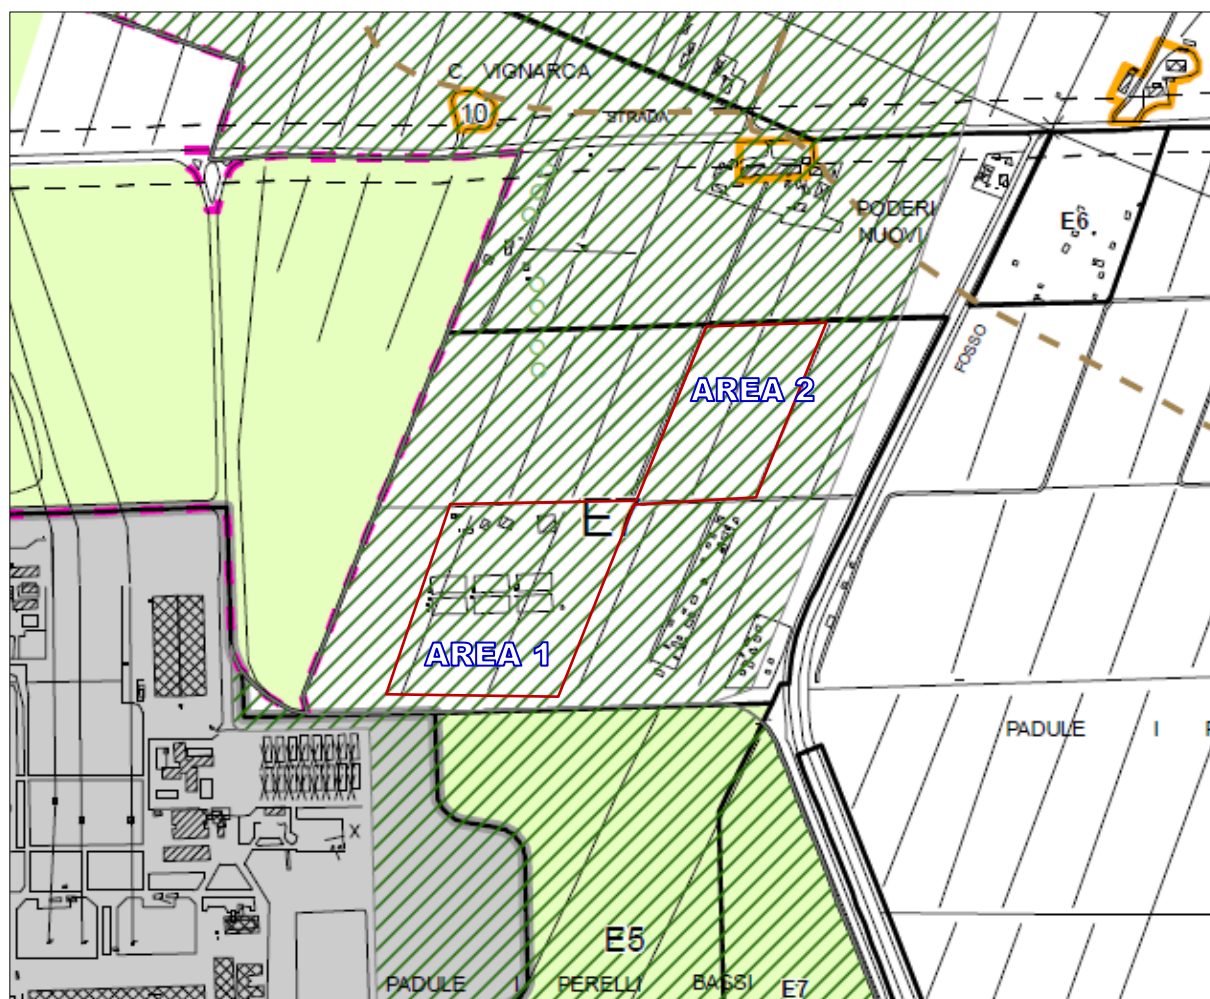 C. VIGNARCA
10
STRADA
PODERI
NUOVI
E6
FOSSO
AREA 2
E
AREA 1
PADULE I
X
E5
PADULE I PERELLI BASSI E7